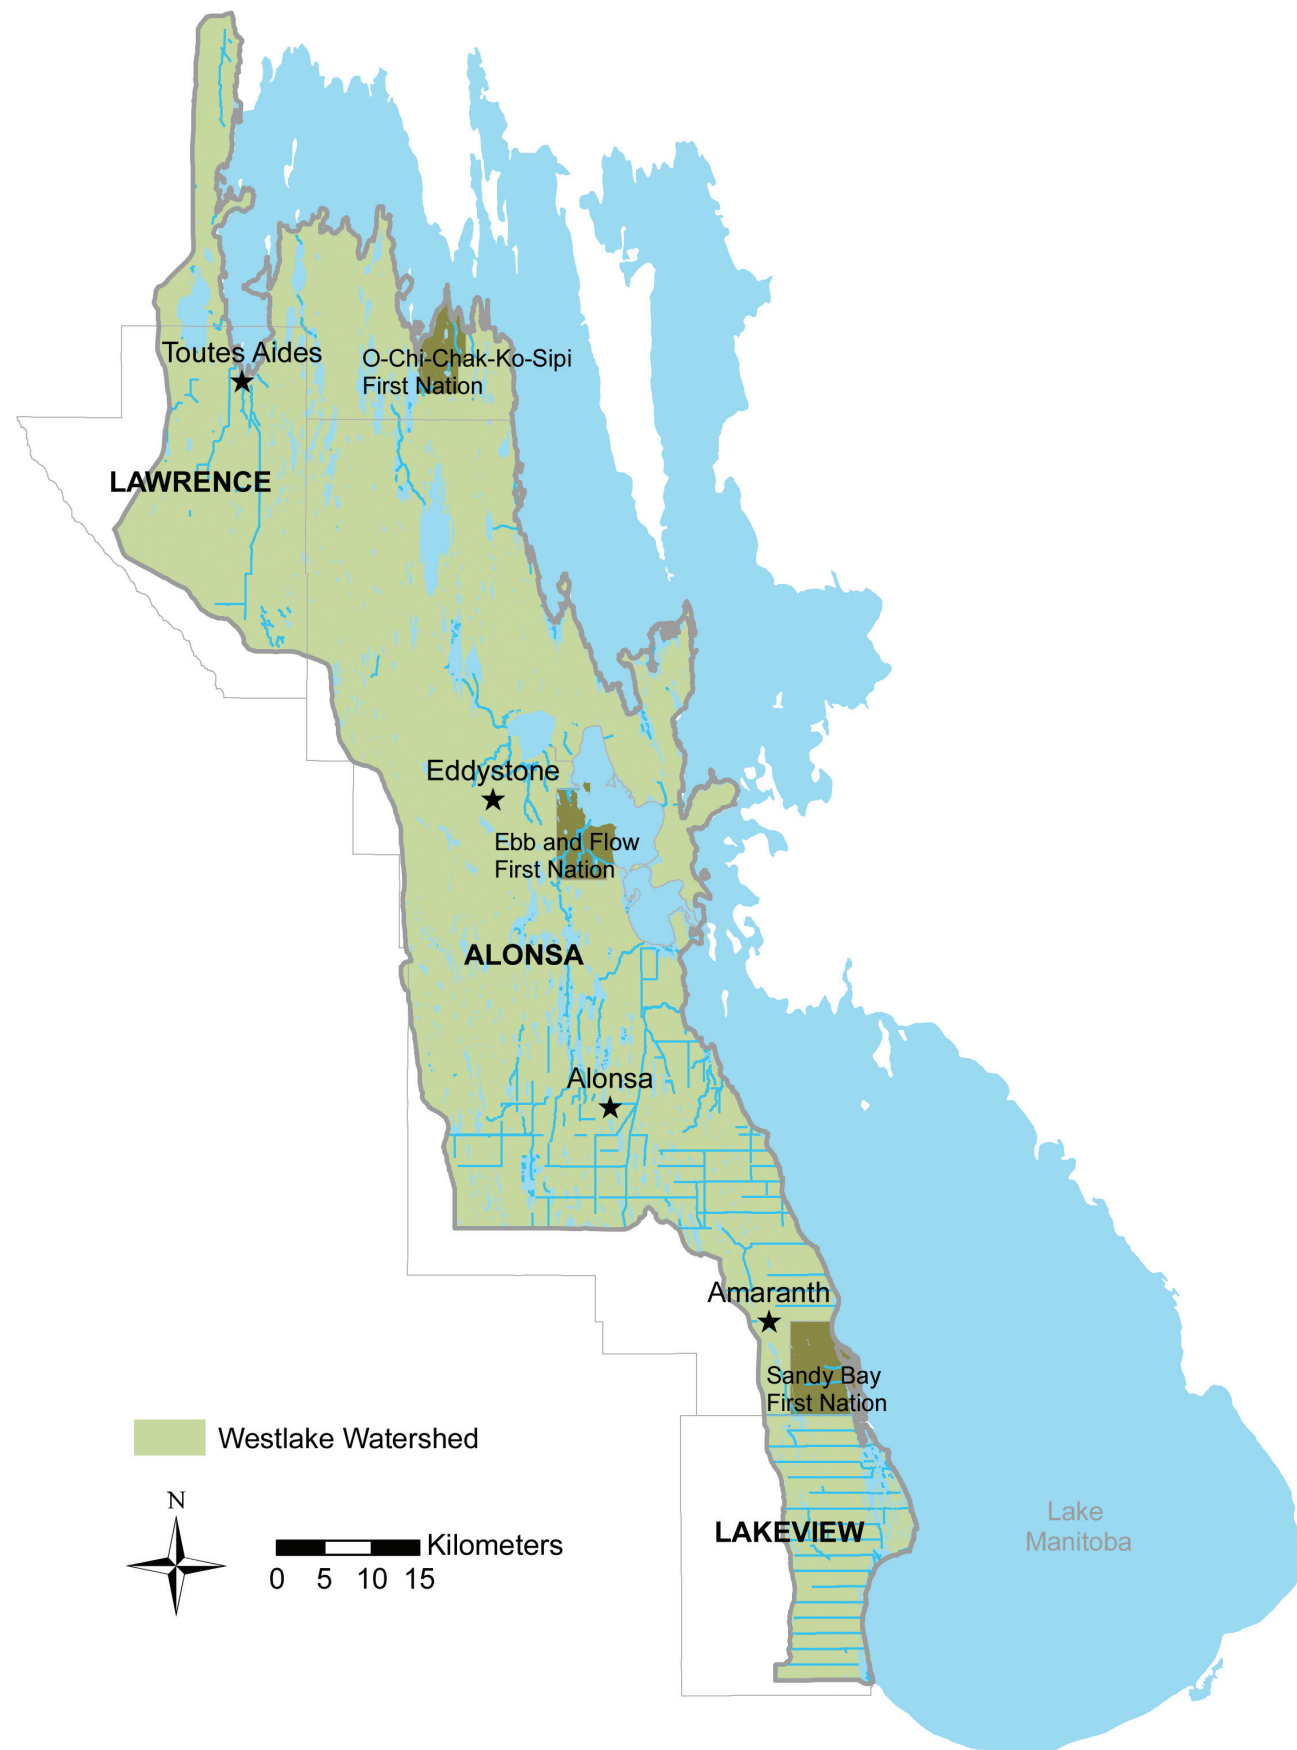 Toutes Aides
O-Chi-Chak-Ko-Sipi
First Nation
LAWRENCE
Eddystone
Ebb and Flow
First Nation
ALONSA
Alonsa
Amaranth
Sandy Bay
First Nation
Westlake Watershed
N
Kilometers
0 5 10 15
LAKEVIEW
Lake
Manitoba